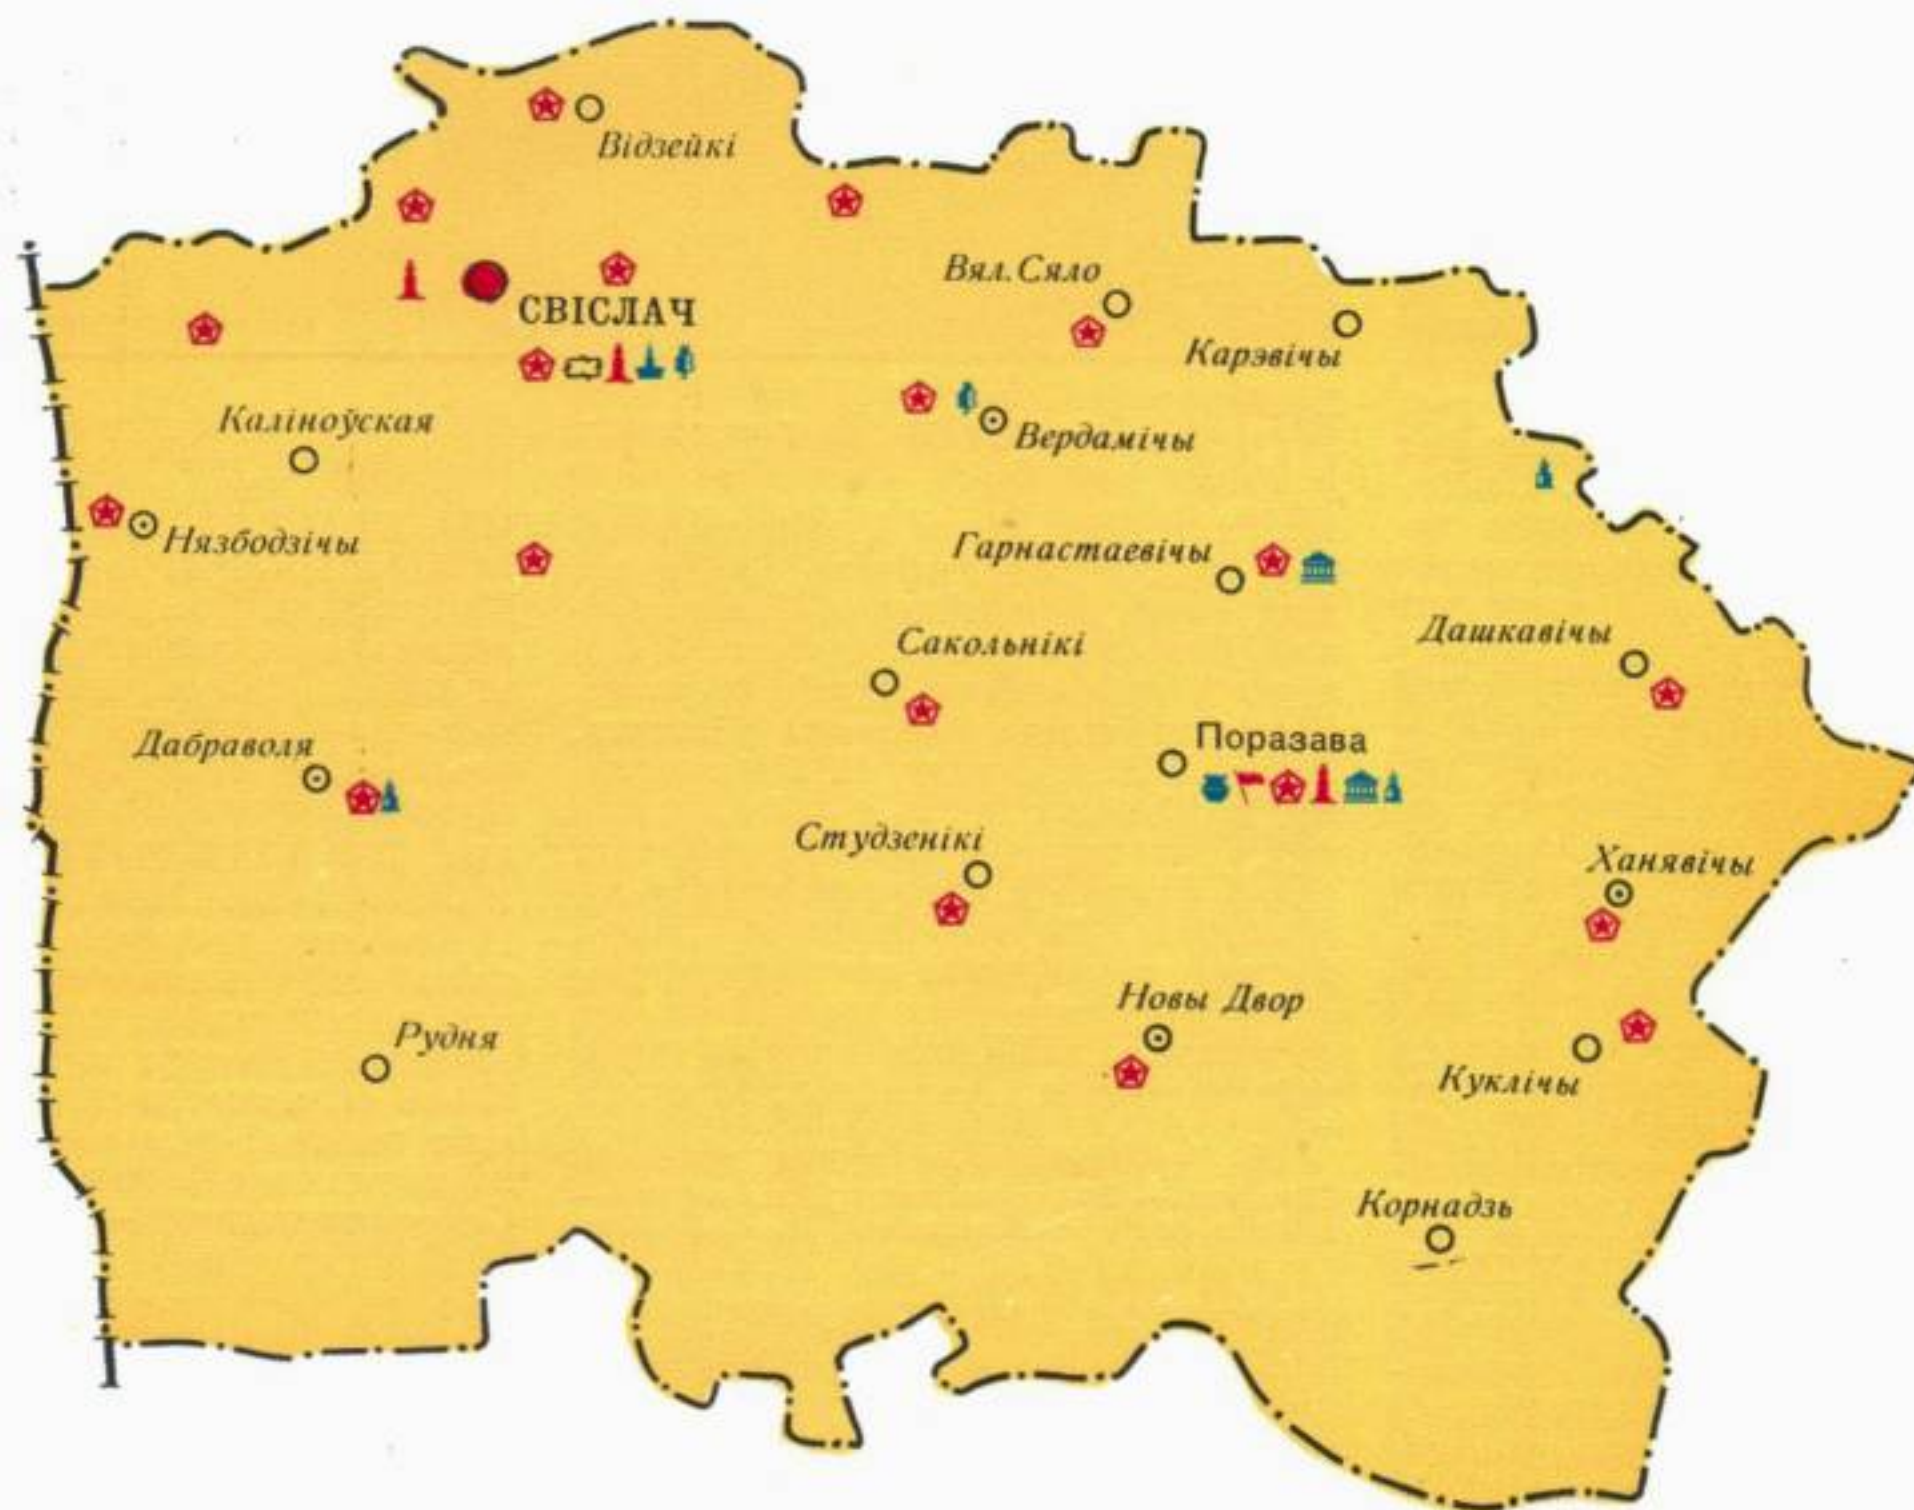 Відзейкі
Вял. Сяло
СВІСЛАЧ
Карэвічы
Каліноўская
Вердамічы
Нязбодзічы
Гарнастаевічы
Дашкавічы
Сакольнікі
Поразава
Дабраволя
Студзенікі
Ханявічы
Новы Двор
Рудня
Куклічы
Корнадзь